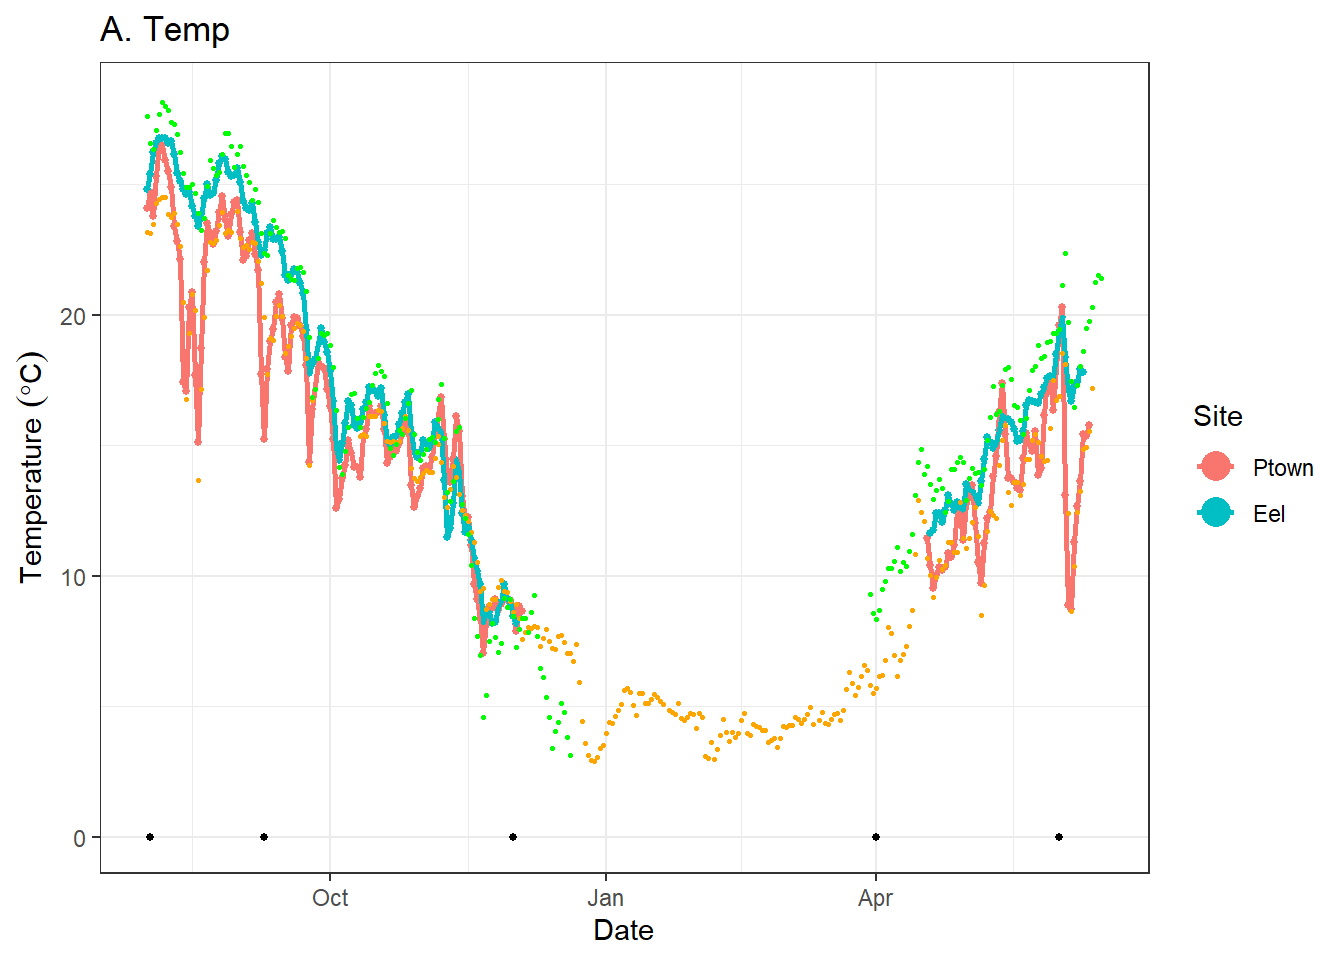 A. Temp
Temperature (°C)
20
10
0
Oct
Jan
Apr
Date
Site
Ptown
Eel